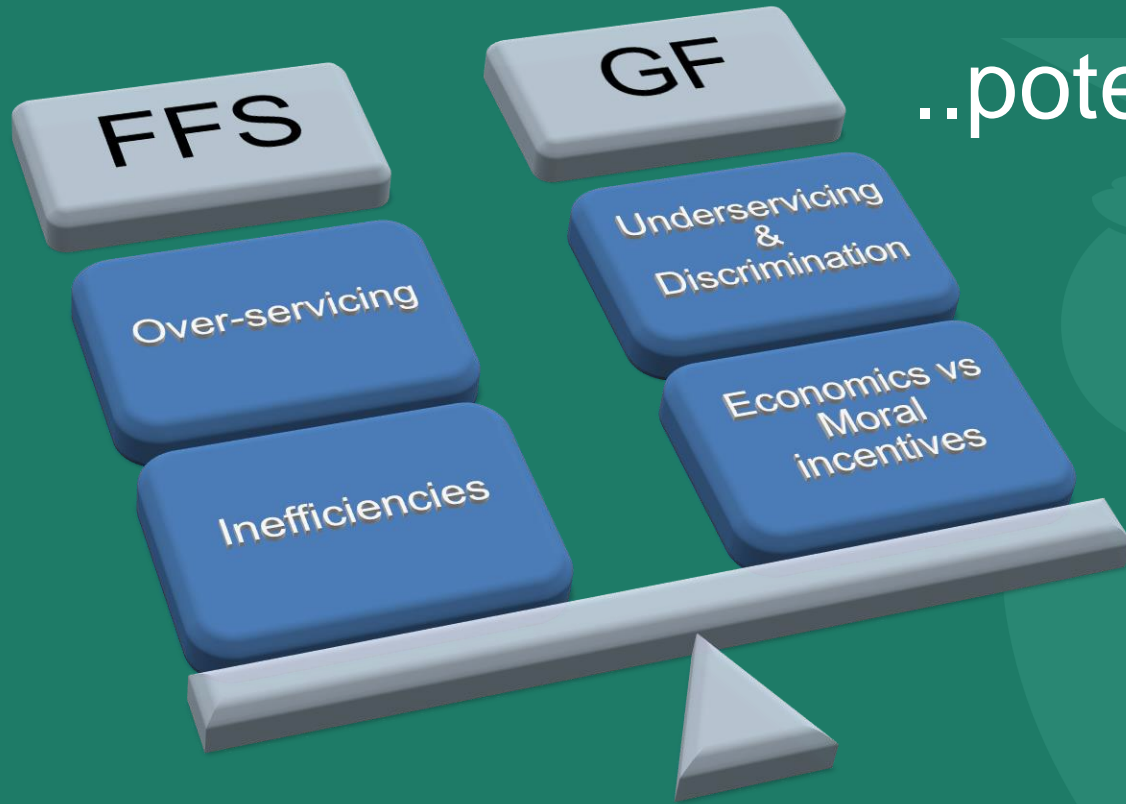 ..pote
FFS
GF
Over-servicing
Underservicing
&
Discrimination
Inefficiencies
Economics vs
Moral
incentives